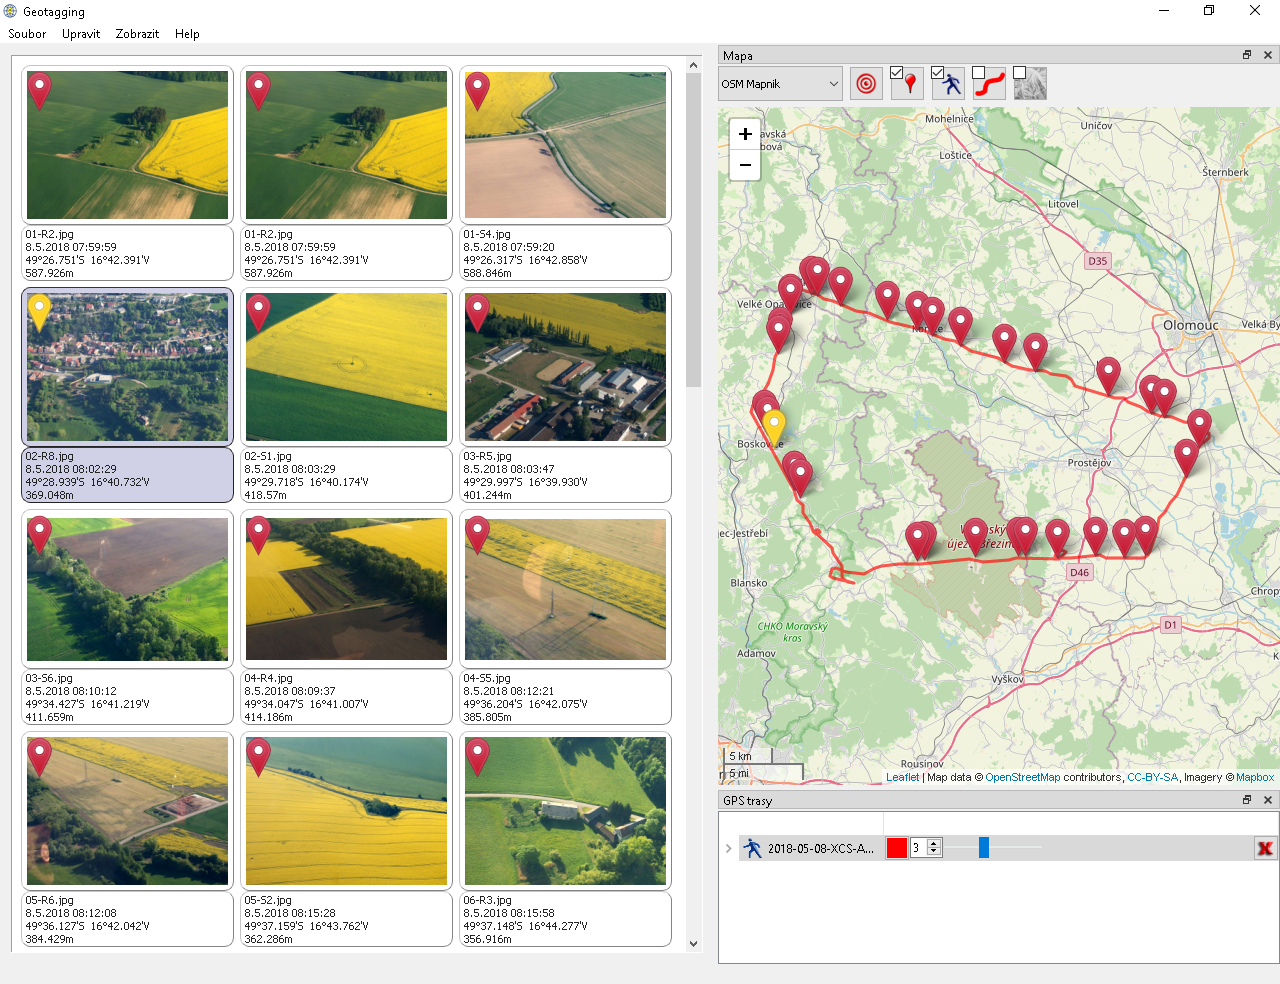 Geotagging
Soubor Upravit Zobrazit Help
01-R2.jpg
8.5.2018 07:59:59
49°26.751'S 16°42.391'V
587.926m
01-R2.jpg
8.5.2018 07:59:59
49°26.751'S 16°42.391'V
587.926m
01-S4.jpg
8.5.2018 07:59:20
49°26.317'S 16°42.858'V
588.846m
02-R8.jpg
8.5.2018 08:02:29
49°28.939'S 16°40.732'V
369.048m
02-S1.jpg
8.5.2018 08:03:29
49°29.718'S 16°40.174'V
418.57m
03-R5.jpg
8.5.2018 08:03:47
49°29.997'S 16°39.930'V
401.244m
03-S6.jpg
8.5.2018 08:10:12
49°34.427'S 16°41.219'V
411.659m
04-R4.jpg
8.5.2018 08:09:37
49°34.047'S 16°41.007'V
414.186m
04-S5.jpg
8.5.2018 08:12:21
49°36.204'S 16°42.075'V
385.805m
05-R6.jpg
8.5.2018 08:12:08
49°36.127'S 16°42.042'V
384.429m
05-S2.jpg
8.5.2018 08:15:28
49°37.159'S 16°43.762'V
362.286m
06-R3.jpg
8.5.2018 08:15:58
49°37.148'S 16°44.277'V
356.916m
Mapa
OSM Mapnik
+
−
Mohelnice
Uničov
Loštice
Šternberk
Litovel
D35
Velké Opa
Olomouc
Velká By
Boskov
Prostějov
ec-Jestřebí
újez Březin
D46
Blansko
Chropy
CHKO Moravský
kras
D1
Adamov
Vyškov
Rousínov
5 km
5 mi
Leaflet | Map data © OpenStreetMap contributors, CC-BY-SA, Imagery © Mapbox
GPS trasy
2018-05-08-XCS-A...
3